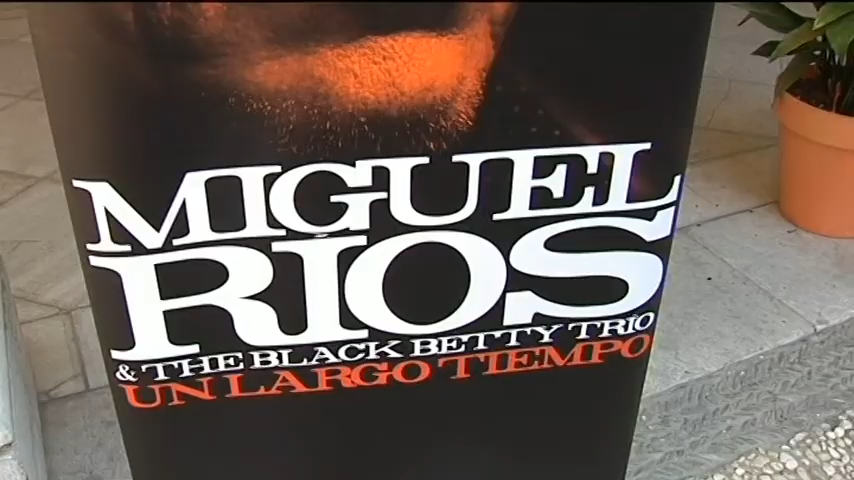 MIGUEL
RIOS
& THE BLACK BETTY TRIO
UN LARGO TIEMPO